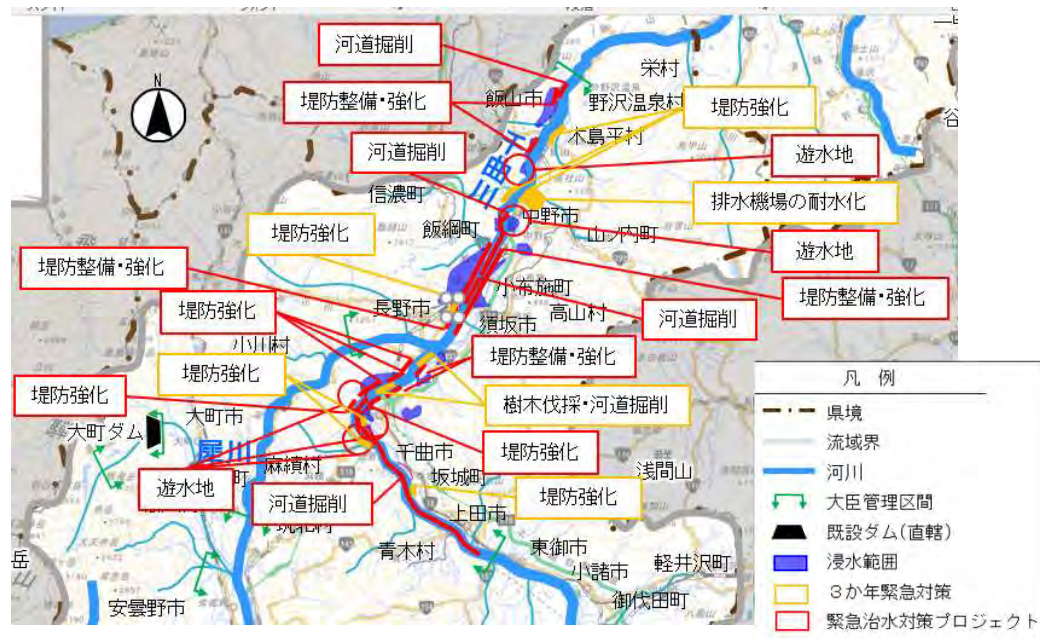 河道掘削
栄村
堤防整備・強化
飯山市
野沢温泉村
堤防強化
木島平村
河道掘削
遊水地
千曲川
信濃町
排水機場の耐水化
中野市
堤防強化
飯綱町
山ノ内町
遊水地
堤防整備・強化
小布施町
堤防整備・強化
長野市
高山村
河道掘削
堤防強化
須坂市
小川村
堤防整備・強化
堤防強化
堤防強化
大町市
樹木伐採・河道掘削
大町ダム
犀川
千曲市
堤防強化
麻績村
坂城町
浅間山
遊水地
河道掘削
堤防強化
上田市
青木村
東御市
小諸市
軽井沢町
御代田町
安曇野市
岳
谷
N
凡 例
県境
流域界
河川
大臣管理区間
既設ダム(直轄)
浸水範囲
3か年緊急対策
緊急治水対策プロジェクト